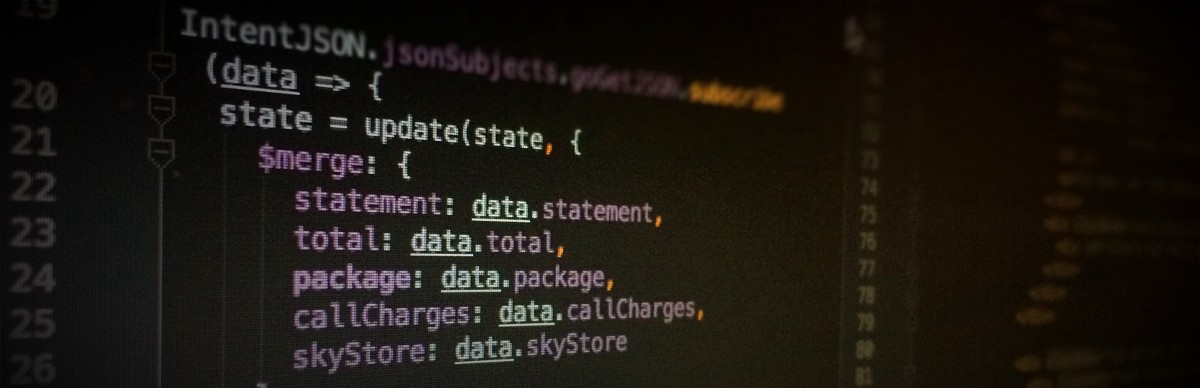 19
IntentJSON.jsonSubjects.goGetJSON.subscribe
(data => {
20 state = update(state, {
21 $merge: {
22 statement: data.statement,
23 total: data.total,
24 package: data.package,
25 callCharges: data.callCharges,
26 skyStore: data.skyStore
73
74
75
76
77
78
79
80
81